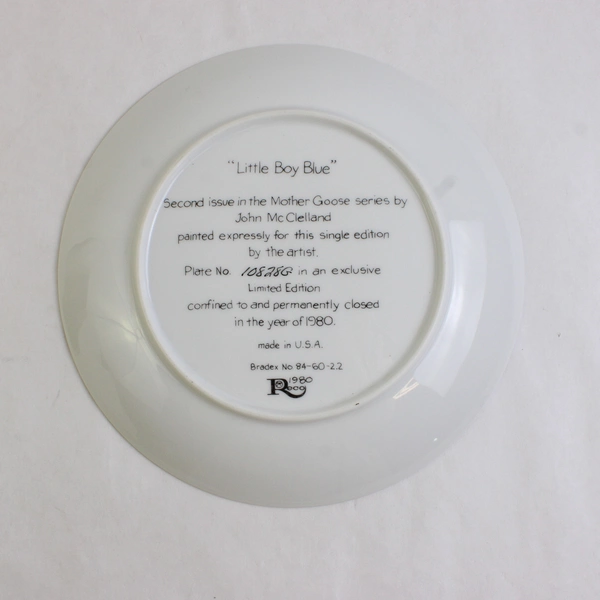 "Little Boy Blue"
Second issue in the Mother Goose series by
John McClelland
painted expressly for this single edition
by the artist.
Plate No. 10828G in an exclusive
Limited Edition
confined to and permanently closed
in the year of 1980.
made in U.S.A.
Bradex No 84-60-2.2
1980
Reco